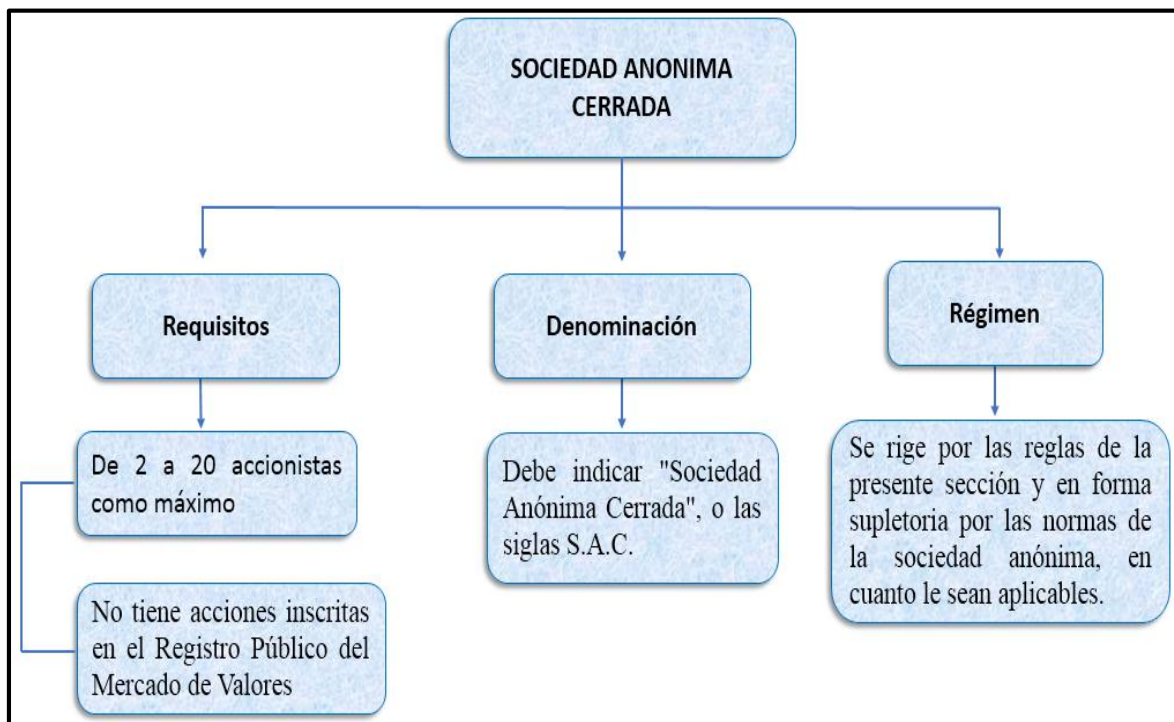 SOCIEDAD ANONIMA
CERRADA
Requisitos
De 2 a 20 accionistas
como máximo
No tiene acciones inscritas
en el Registro Público del
Mercado de Valores
Denominación
Debe indicar "Sociedad
Anónima Cerrada", o las
siglas S.A.C.
Régimen
Se rige por las reglas de la
presente sección y en forma
supletoria por las normas de
la sociedad anónima, en
cuanto le sean aplicables.